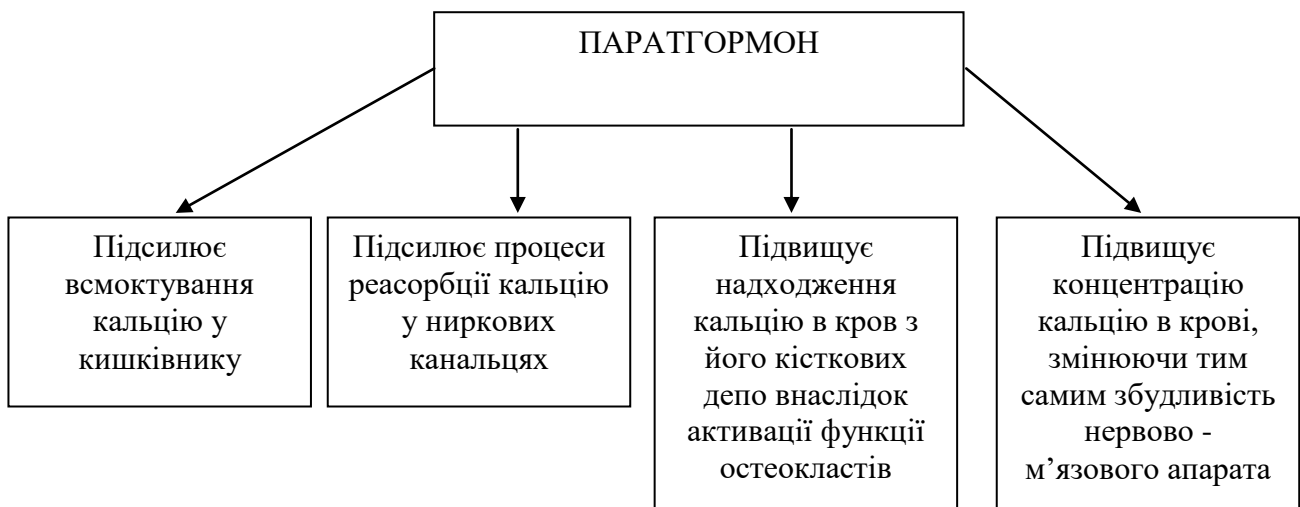 ПАРАТГОРМОН
Підсилює
всмоктування
кальцію у
кишківнику
Підсилює процеси
реасорбції кальцію
у ниркових
канальцях
Підвищує
надходження
кальцію в кров з
його кісткових
депо внаслідок
активації функції
остеокластів
Підвищує
концентрацію
кальцію в крові,
змінюючи тим
самим збудливість
нервово -
м’язового апарата